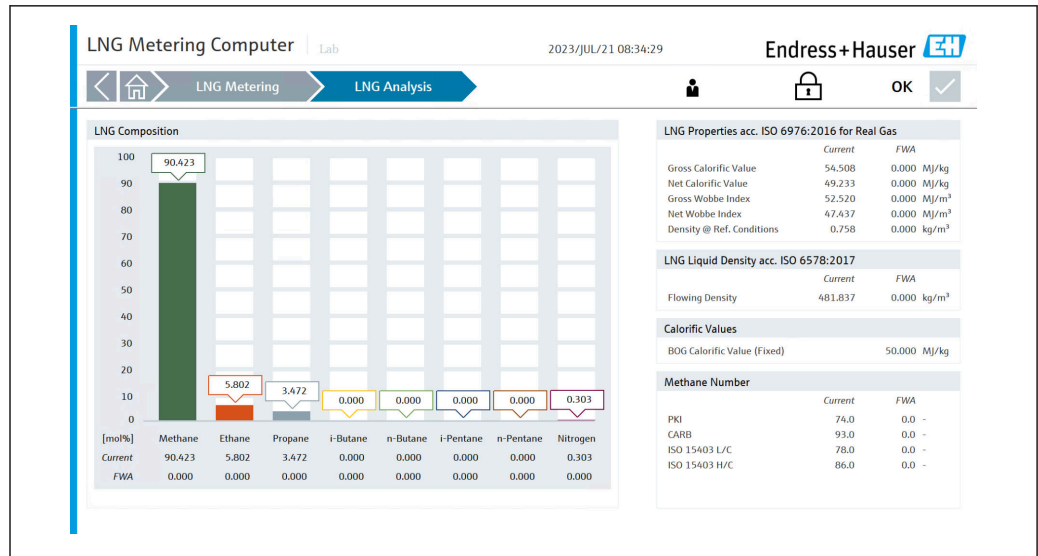 LNG Metering Computer Lab 2023/JUL/21 08:34:29 Endress+Hauser EH
LNG Metering LNG Analysis OK
LNG Composition
100
90
80
70
60
50
40
30
20
10
0
90.423 5.802 3.472 0.000 0.000 0.000 0.000 0.303
[mol%] Methane Ethane Propane i-Butane n-Butane i-Pentane n-Pentane Nitrogen
Current 90.423 5.802 3.472 0.000 0.000 0.000 0.000 0.303
FWA 0.000 0.000 0.000 0.000 0.000 0.000 0.000 0.000
LNG Properties acc. ISO 6976:2016 for Real Gas
Current FWA
Gross Calorific Value 54.508 0.000 MJ/kg
Net Calorific Value 49.233 0.000 MJ/kg
Gross Wobbe Index 52.520 0.000 MJ/m³
Net Wobbe Index 47.437 0.000 MJ/m³
Density @ Ref. Conditions 0.758 0.000 kg/m³
LNG Liquid Density acc. ISO 6578:2017
Current FWA
Flowing Density 481.837 0.000 kg/m³
Calorific Values
BOG Calorific Value (Fixed) 50.000 MJ/kg
Methane Number
Current FWA
PKI 74.0 0.0 -
CARB 93.0 0.0 -
ISO 15403 L/C 78.0 0.0 -
ISO 15403 H/C 86.0 0.0 -